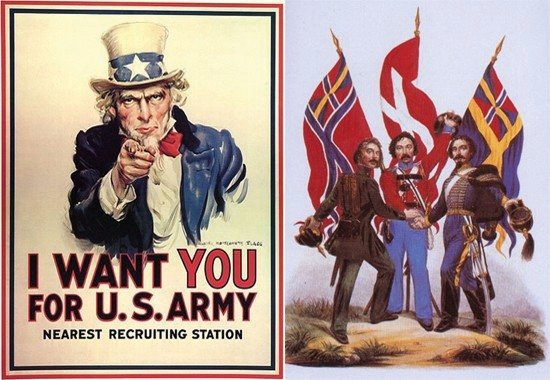 I WANT YOU
FOR U.S. ARMY
NEAREST RECRUITING STATION